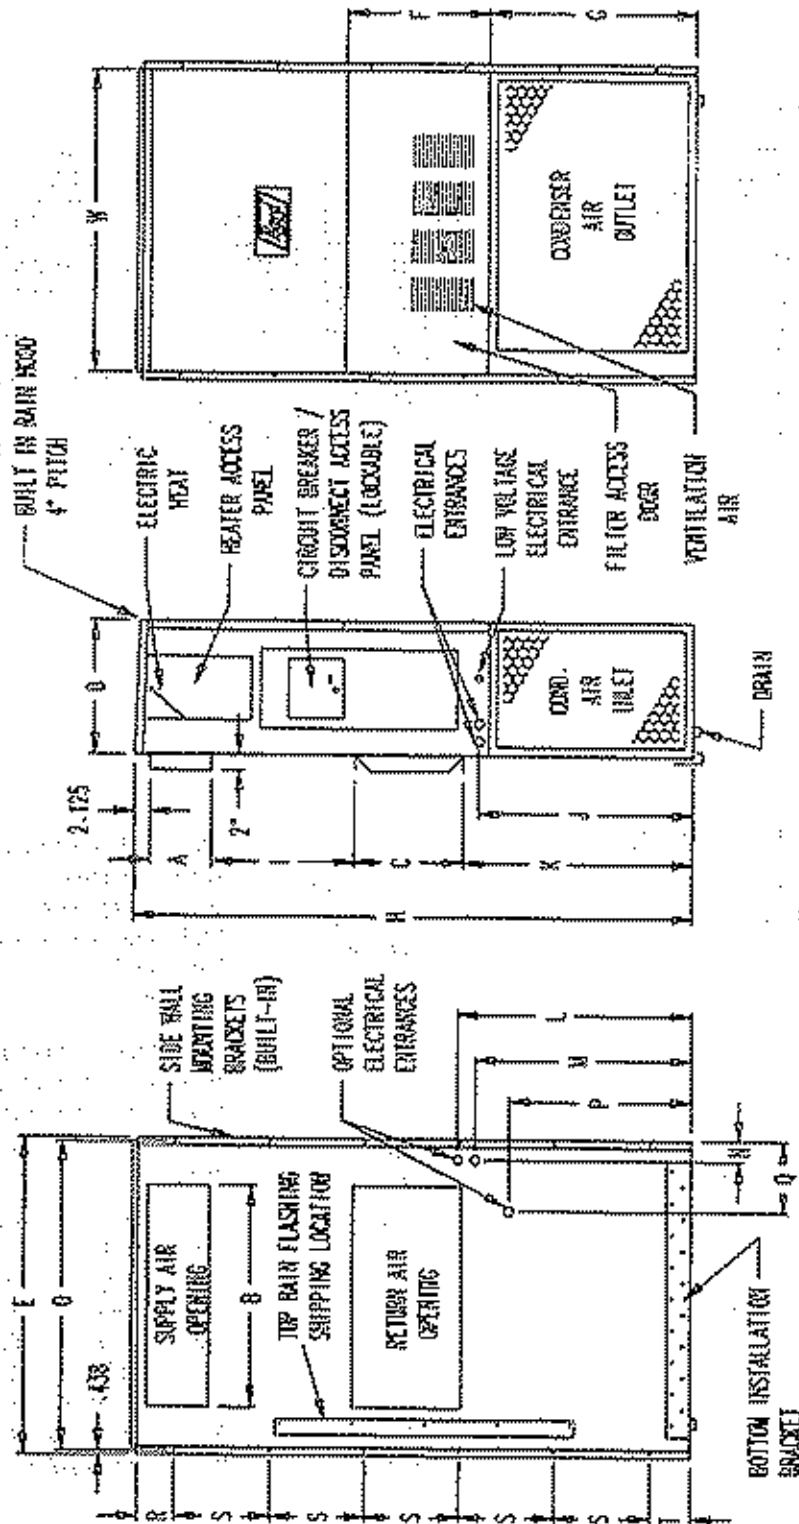 W
F
G
Bard
CONDENSER
AIR
OUTLET
BUILT IN RAIN HOOD
4° PITCH
ELECTRIC
HEAT
HEATER ACCESS
PANEL
CIRCUIT BREAKER /
DISCONNECT ACCESS
PANEL (LOCKABLE)
ELECTRICAL
ENTRANCES
LOW VOLTAGE
ELECTRICAL
ENTRANCE
FILTER ACCESS
DOOR
VENTILATION
AIR
D
COND.
AIR
INLET
DRAIN
2.125
2"
A
I
C
K
J
H
SIDE WALL
MOUNTING
BRACKETS
(BUILT-IN)
OPTIONAL
ELECTRICAL
ENTRANCES
L
M
P
N
Q
E
O
.438
SUPPLY AIR
OPENING
B
TOP RAIN FLASHING
SHIPPING LOCATION
RETURN AIR
OPENING
BOTTOM INSTALLATION
BRACKET
R
S
S
S
S
S
T